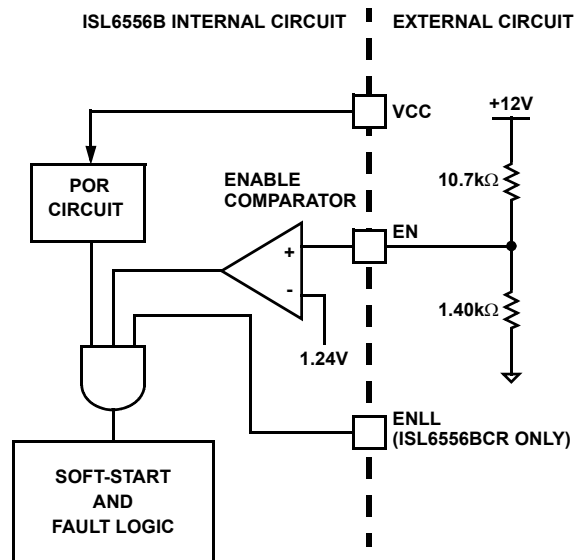 ISL6556B INTERNAL CIRCUIT
EXTERNAL CIRCUIT
VCC
+12V
POR
CIRCUIT
ENABLE
COMPARATOR
10.7kΩ
EN
+
-
1.24V
1.40kΩ
ENLL
(ISL6556BCR ONLY)
SOFT-START
AND
FAULT LOGIC